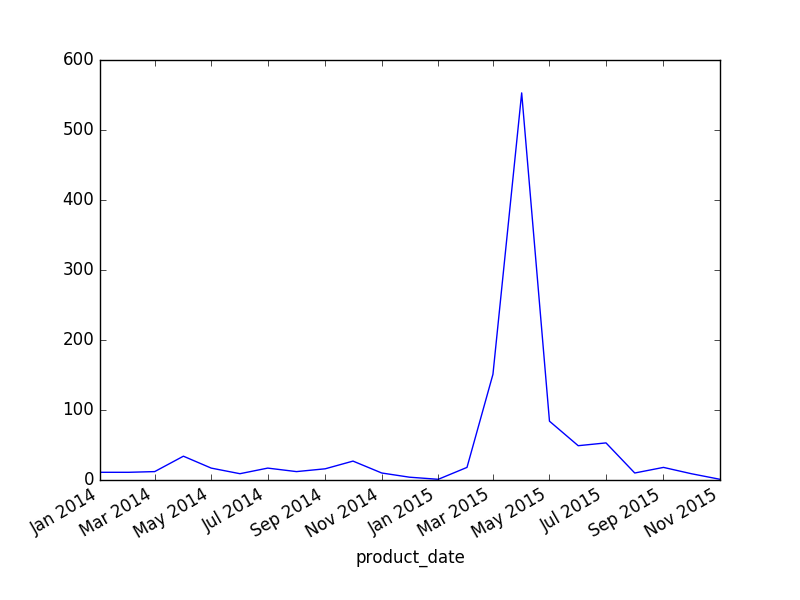 600
500
400
300
200
100
0
Jan 2014
Mar 2014
May 2014
Jul 2014
Sep 2014
Nov 2014
Jan 2015
Mar 2015
May 2015
Jul 2015
Sep 2015
Nov 2015
product_date